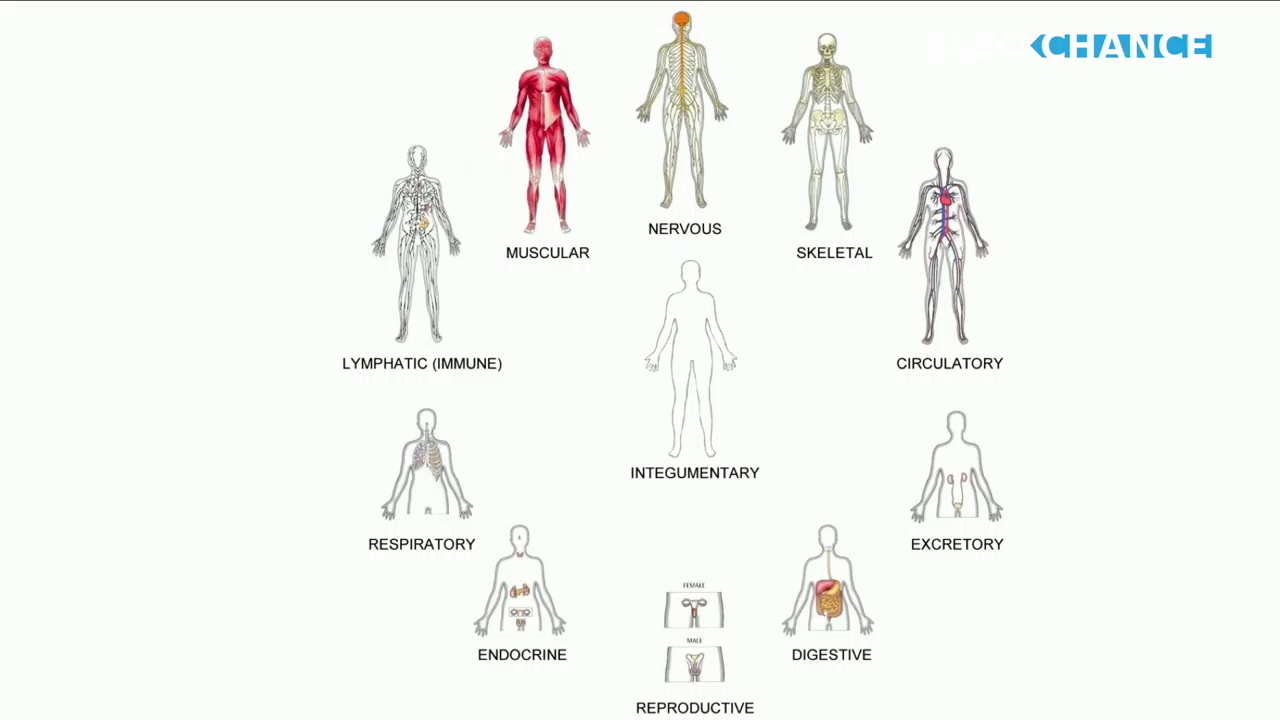 CHANCE
NERVOUS
MUSCULAR
SKELETAL
LYMPHATIC (IMMUNE)
CIRCULATORY
INTEGUMENTARY
RESPIRATORY
EXCRETORY
FEMALE
MALE
ENDOCRINE
DIGESTIVE
REPRODUCTIVE